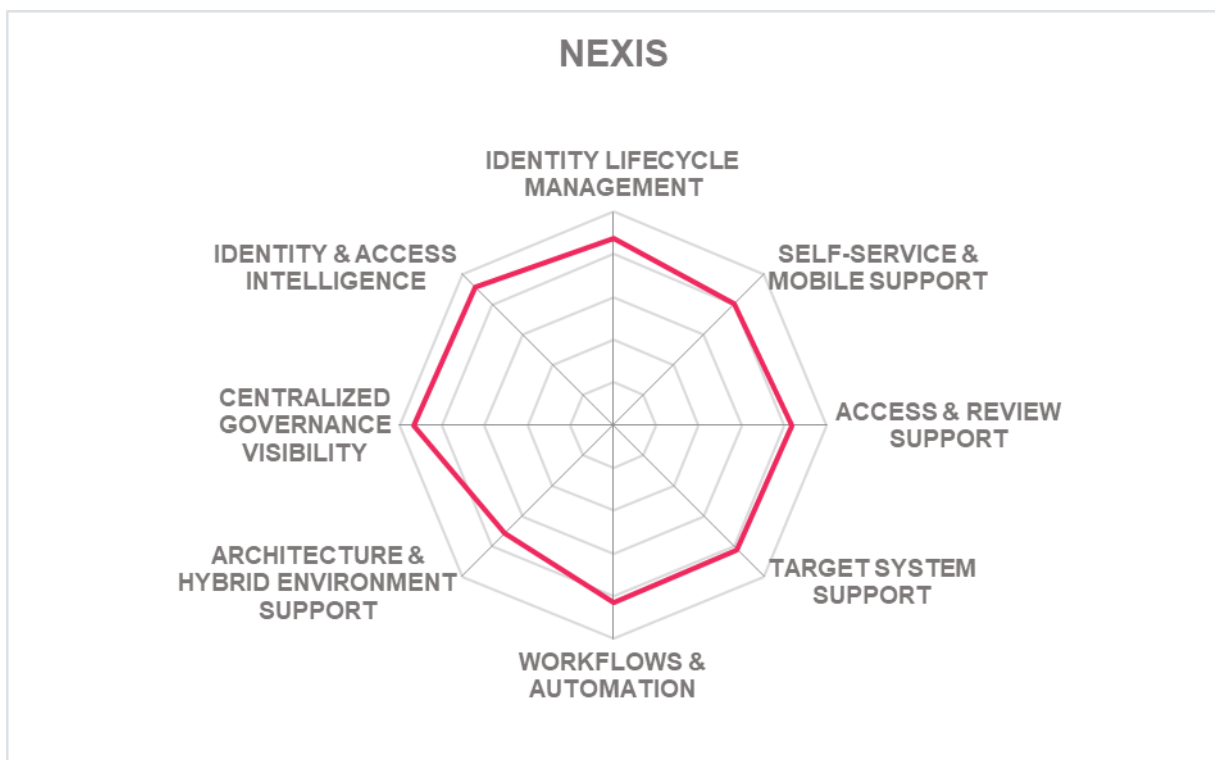 NEXIS
IDENTITY LIFECYCLE
MANAGEMENT
IDENTITY & ACCESS
INTELLIGENCE
SELF-SERVICE &
MOBILE SUPPORT
CENTRALIZED
GOVERNANCE
VISIBILITY
ACCESS & REVIEW
SUPPORT
ARCHITECTURE &
HYBRID ENVIRONMENT
SUPPORT
TARGET SYSTEM
SUPPORT
WORKFLOWS &
AUTOMATION